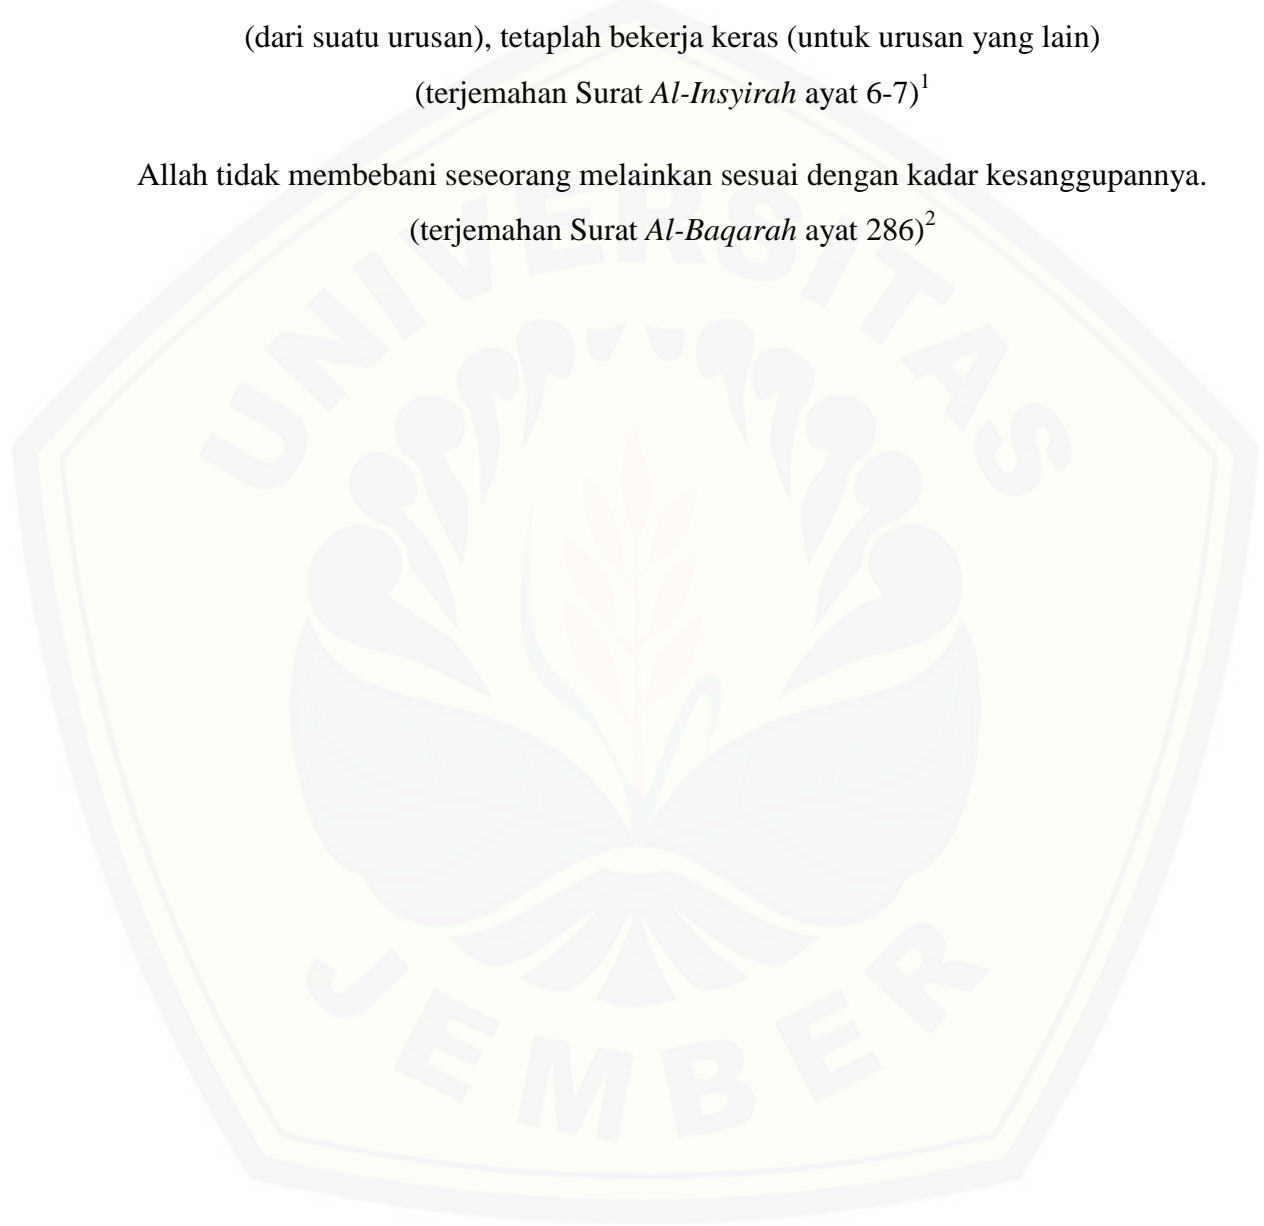 (dari suatu urusan), tetaplah bekerja keras (untuk urusan yang lain)
(terjemahan Surat Al-Insyirah ayat 6-7)1
Allah tidak membebani seseorang melainkan sesuai dengan kadar kesanggupannya.
(terjemahan Surat Al-Baqarah ayat 286)2
UNIVERSITAS
JEMBER